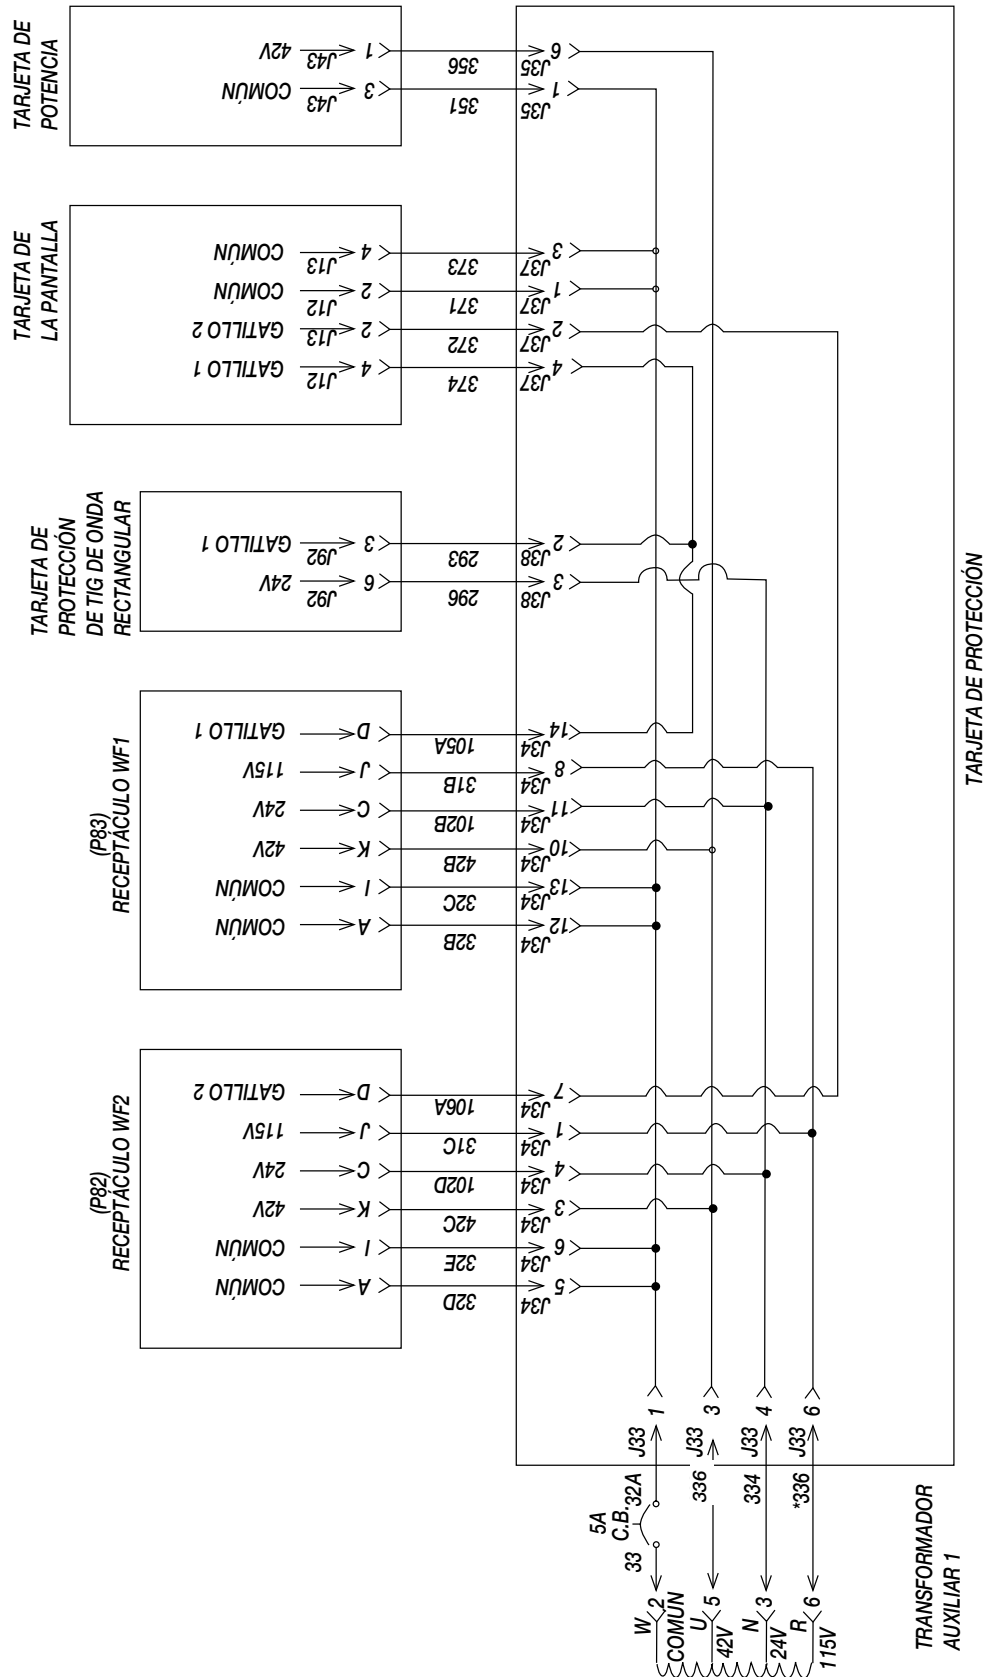 TARJETA DE
POTENCIA
42V
J43
1
356
J35
6
COMÚN
J43
3
351
J35
1
TARJETA DE
LA PANTALLA
COMÚN
J13
4
373
J37
3
COMÚN
J12
2
371
J37
1
GATILLO 2
J13
2
372
J37
2
GATILLO 1
J12
4
374
J37
4
TARJETA DE
PROTECCIÓN
DE TIG DE ONDA
RECTANGULAR
GATILLO 1
J92
3
293
J38
2
24V
J92
6
296
J38
3
(P83)
RECEPTÁCULO WF1
GATILLO 1
D
105A
J34
14
115V
J
31B
J34
8
24V
C
102B
J34
11
42V
K
42B
J34
10
COMÚN
I
32C
J34
13
COMÚN
A
32B
J34
12
(P82)
RECEPTÁCULO WF2
GATILLO 2
D
106A
J34
7
115V
J
31C
J34
1
24V
C
102D
J34
4
42V
K
42C
J34
3
COMÚN
I
32E
J34
6
COMÚN
A
32D
J34
5
TARJETA DE PROTECCIÓN
J33 1
J33 3
J33 4
J33 6
5A
C.B.
33
32A
336
334
*336
W 2
COMÚN
U 5
42V
N 3
24V
R 6
115V
TRANSFORMADOR
AUXILIAR 1